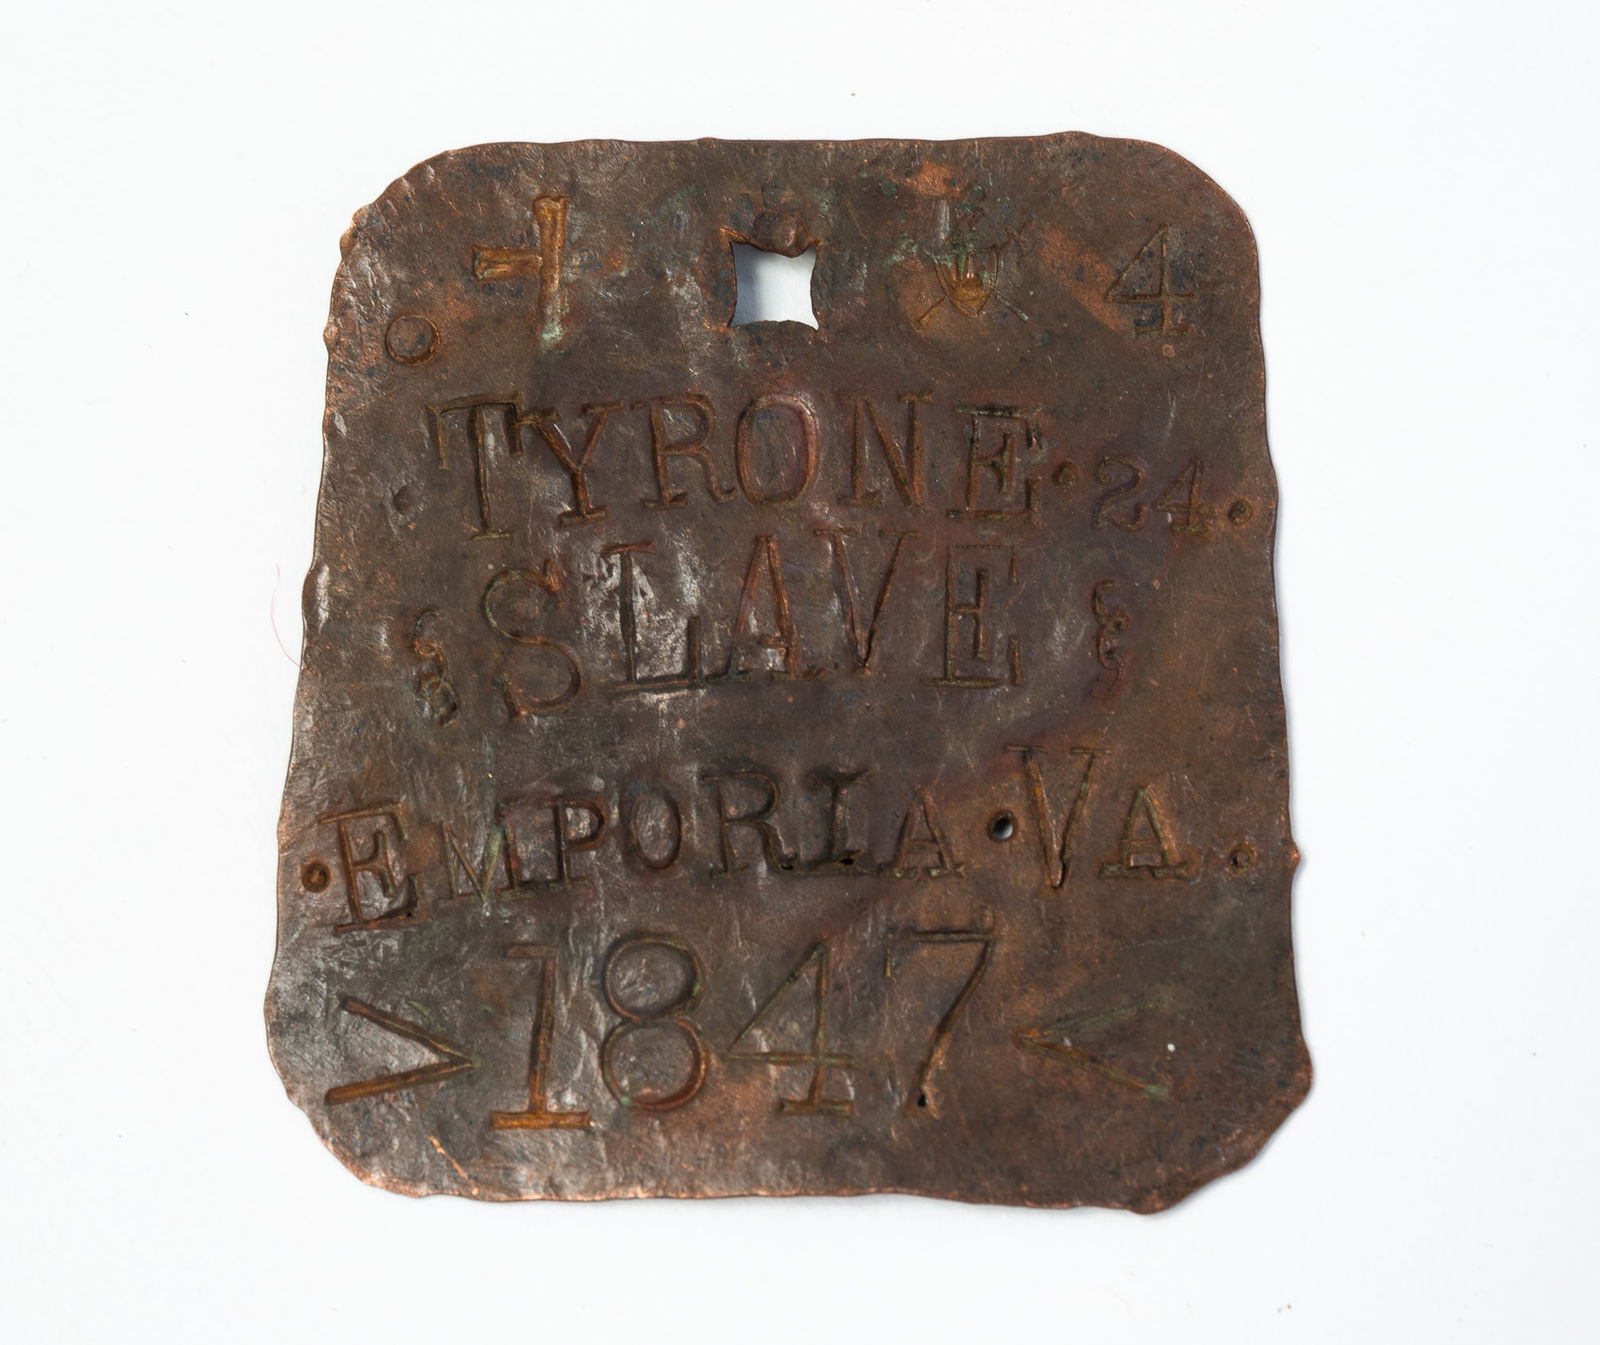 4
TYRONE · 24.
SLAVE
· EMPORIA · VA.
> 1847 <